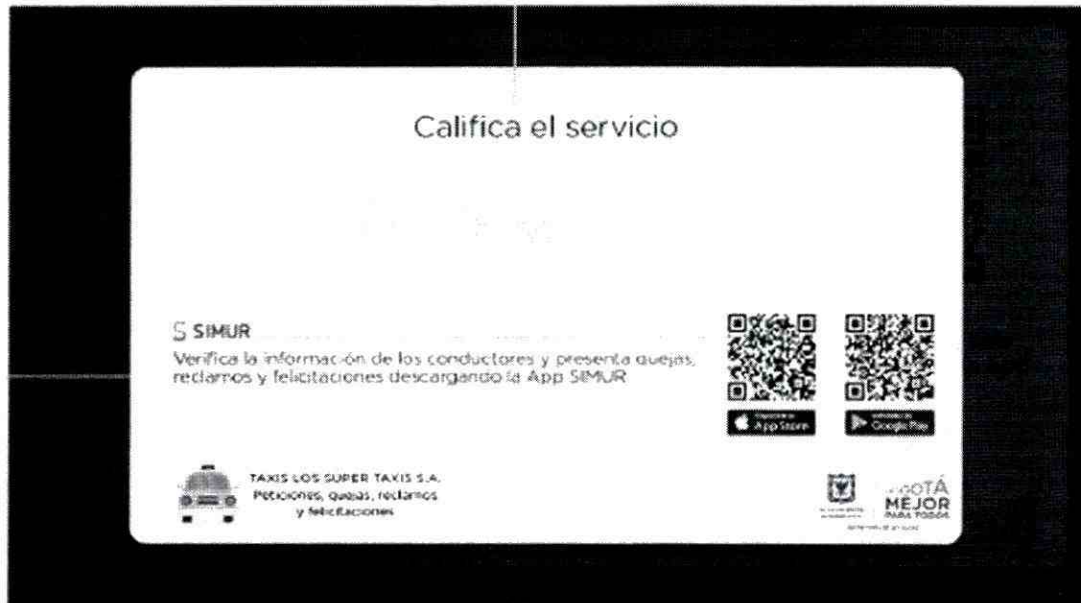 Califica el servicio
SIMUR
Verifica la información de los conductores y presenta quejas,
reclamos y felicitaciones descargando la App SIMUR
App Store
Google Play
TAXIS LOS SUPER TAXIS S.A.
Peticiones, quejas, reclamos
y felicitaciones
BOGOTÁ
MEJOR
PARA TODOS